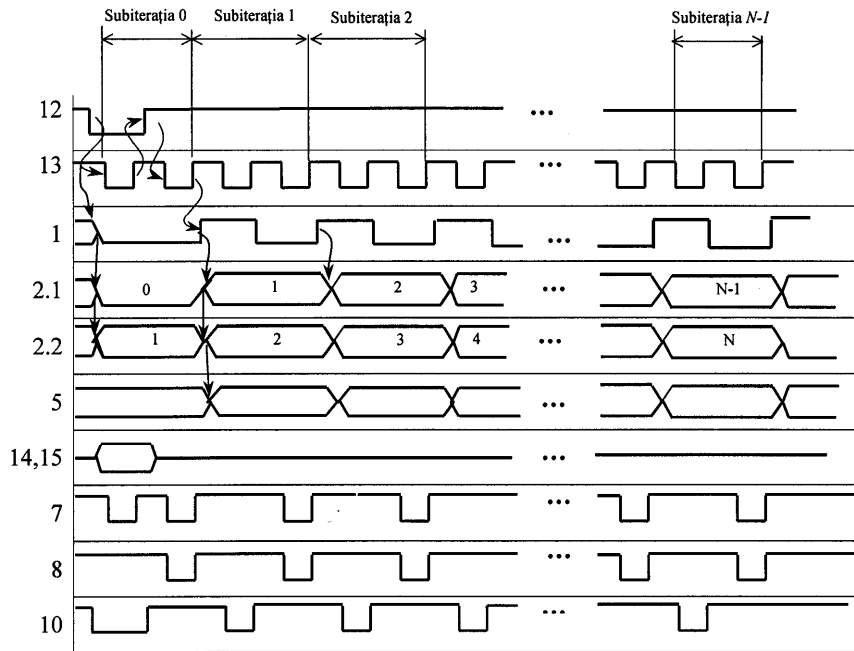 Subiterația 0 Subiterația 1 Subiterația 2 Subiterația N-1
12 ...
13 ...
1 ...
2.1 0 1 2 3 ... N-1
2.2 1 2 3 4 ... N
5 ...
14,15 ...
7 ...
8 ...
10 ...